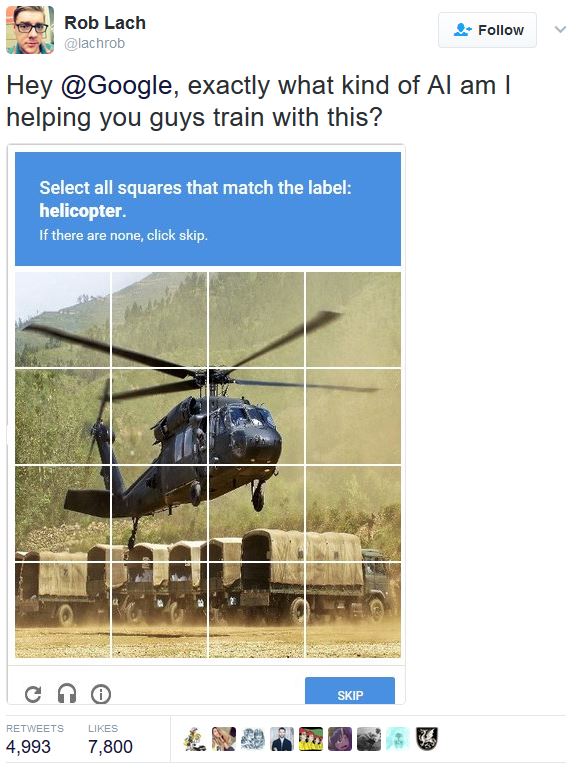 Rob Lach
@lachrob
Follow
Hey @Google, exactly what kind of AI am I
helping you guys train with this?
Select all squares that match the label:
helicopter.
If there are none, click skip.
SKIP
RETWEETS LIKES
4,993 7,800